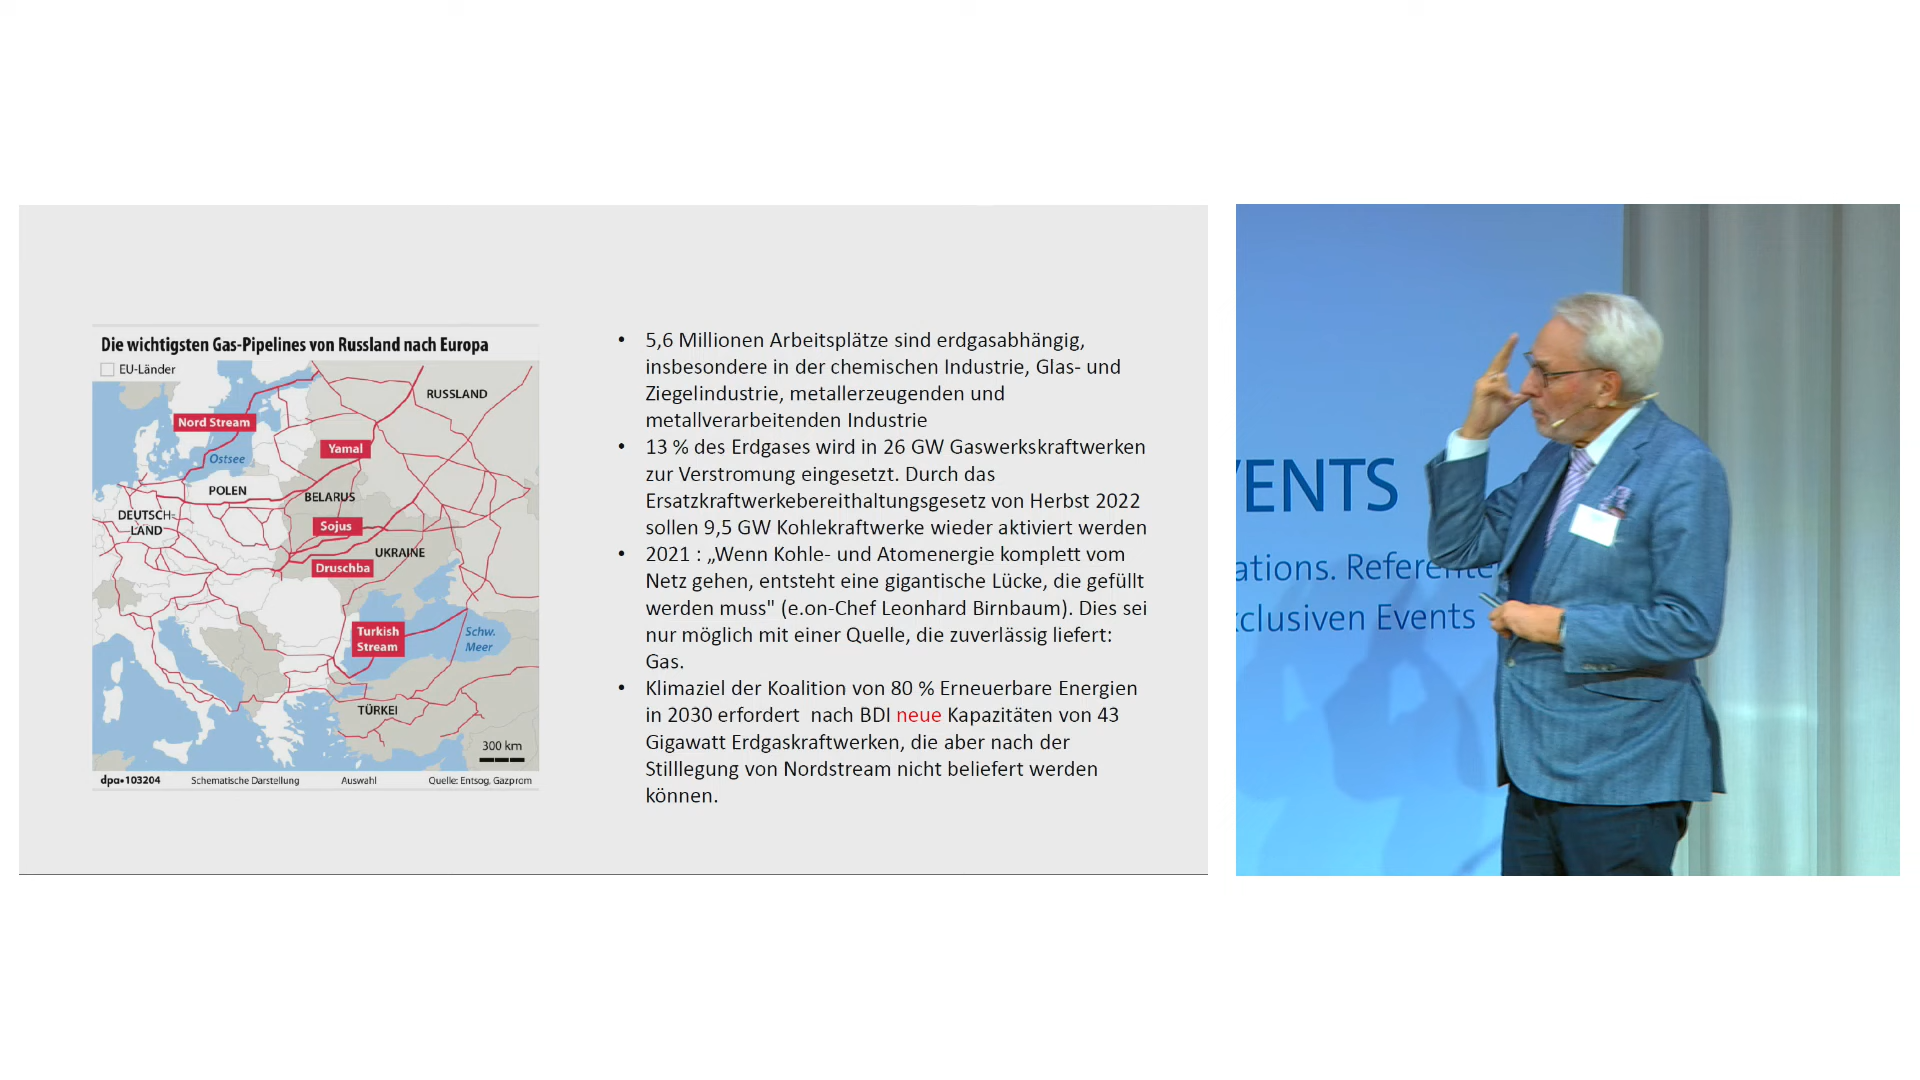 Die wichtigsten Gas-Pipelines von Russland nach Europa
EU-Länder
RUSSLAND
Nord Stream
Yamal
Ostsee
POLEN
BELARUS
DEUTSCH-
LAND
Sojus
UKRAINE
Druschba
Turkish
Stream
Schw.
Meer
TÜRKEI
300 km
dpa•103204 Schematische Darstellung Auswahl Quelle: Entsog, Gazprom
• 5,6 Millionen Arbeitsplätze sind erdgasabhängig,
insbesondere in der chemischen Industrie, Glas- und
Ziegelindustrie, metallerzeugenden und
metallverarbeitenden Industrie
• 13 % des Erdgases wird in 26 GW Gaswerkskraftwerken
zur Verstromung eingesetzt. Durch das
Ersatzkraftwerkebereithaltungsgesetz von Herbst 2022
sollen 9,5 GW Kohlekraftwerke wieder aktiviert werden
• 2021 : „Wenn Kohle- und Atomenergie komplett vom
Netz gehen, entsteht eine gigantische Lücke, die gefüllt
werden muss" (e.on-Chef Leonhard Birnbaum). Dies sei
nur möglich mit einer Quelle, die zuverlässig liefert:
Gas.
• Klimaziel der Koalition von 80 % Erneuerbare Energien
in 2030 erfordert  nach BDI neue Kapazitäten von 43
Gigawatt Erdgaskraftwerken, die aber nach der
Stilllegung von Nordstream nicht beliefert werden
können.
VENTS
ations. Referente
xclusiven Events